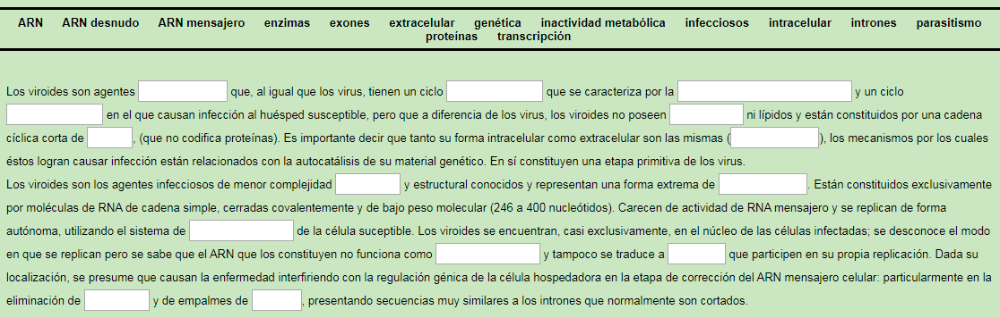 ARN ARN desnudo ARN mensajero enzimas exones extracelular genética inactividad metabólica infecciosos intracelular intrones parasitismo
proteínas transcripción
Los viroides son agentes que, al igual que los virus, tienen un ciclo que se caracteriza por la y un ciclo
en el que causan infección al huésped susceptible, pero que a diferencia de los virus, los viroides no poseen ni lípidos y están constituidos por una cadena
cíclica corta de , (que no codifica proteínas). Es importante decir que tanto su forma intracelular como extracelular son las mismas ( ), los mecanismos por los cuales
éstos logran causar infección están relacionados con la autocatálisis de su material genético. En sí constituyen una etapa primitiva de los virus.
Los viroides son los agentes infecciosos de menor complejidad y estructural conocidos y representan una forma extrema de . Están constituidos exclusivamente
por moléculas de RNA de cadena simple, cerradas covalentemente y de bajo peso molecular (246 a 400 nucleótidos). Carecen de actividad de RNA mensajero y se replican de forma
autónoma, utilizando el sistema de de la célula suceptible. Los viroides se encuentran, casi exclusivamente, en el núcleo de las células infectadas; se desconoce el modo
en que se replican pero se sabe que el ARN que los constituyen no funciona como y tampoco se traduce a que participen en su propia replicación. Dada su
localización, se presume que causan la enfermedad interfiriendo con la regulación génica de la célula hospedadora en la etapa de corrección del ARN mensajero celular: particularmente en la
eliminación de y de empalmes de , presentando secuencias muy similares a los intrones que normalmente son cortados.